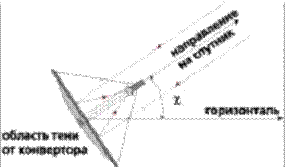 направление
на спутник
χ
горизонталь
область тени
от конвертора